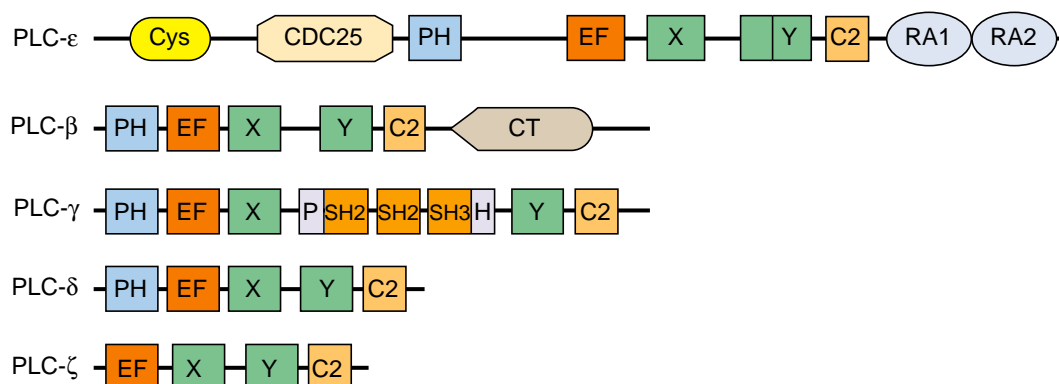 PLC-ε Cys CDC25 PH EF X Y C2 RA1 RA2
PLC-β PH EF X Y C2 CT
PLC-γ PH EF X P SH2 SH2 SH3 H Y C2
PLC-δ PH EF X Y C2
PLC-ζ EF X Y C2